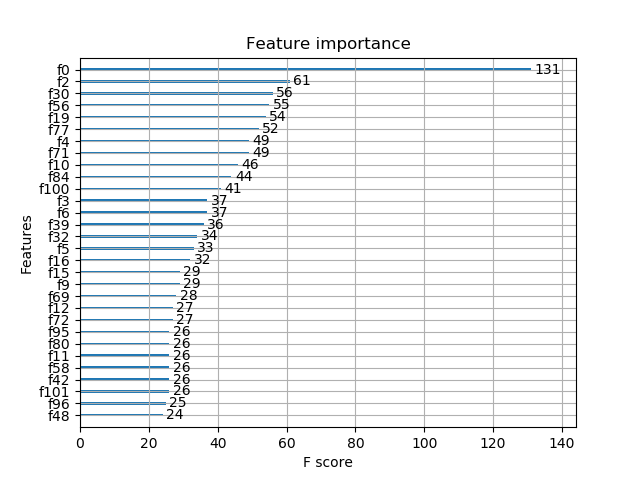 Feature importance
f0 131
f2 61
f30 56
f56 55
f19 54
f77 52
f4 49
f71 49
f10 46
f84 44
f100 41
f3 37
f6 37
f39 36
f32 34
f5 33
f16 32
f15 29
f9 29
f69 28
f12 27
f72 27
f95 26
f80 26
f11 26
f58 26
f42 26
f101 26
f96 25
f48 24
Features
0 20 40 60 80 100 120 140
F score